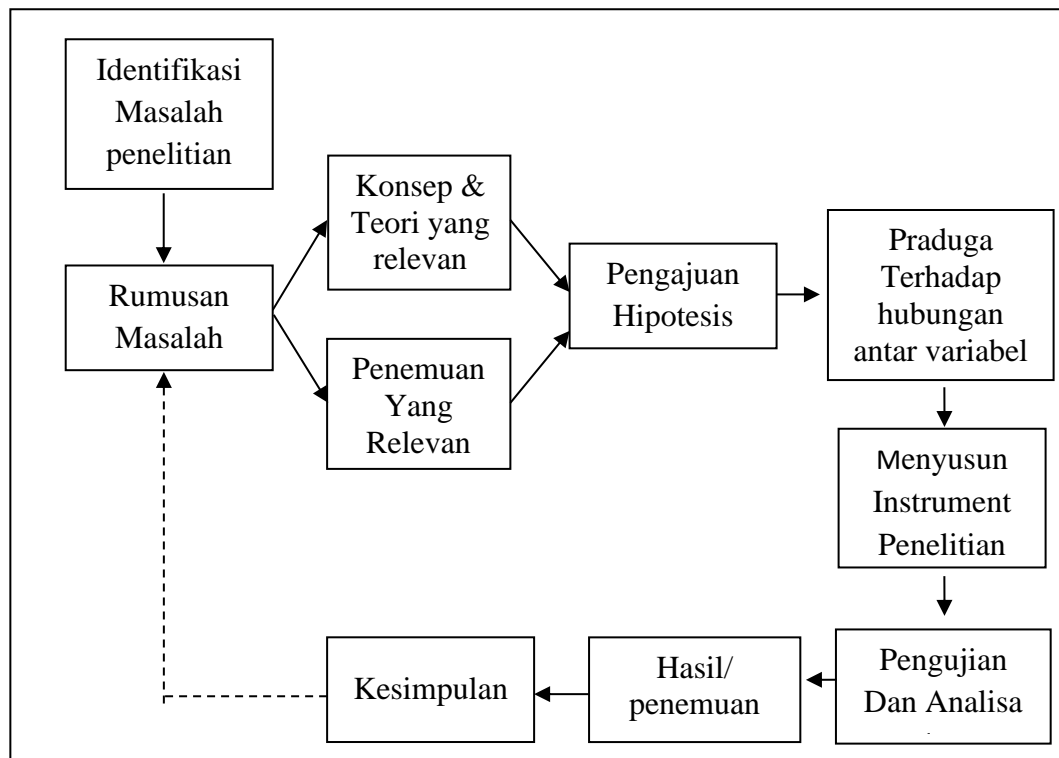 Identifikasi
Masalah
penelitian
Rumusan
Masalah
Konsep &
Teori yang
relevan
Penemuan
Yang
Relevan
Pengajuan
Hipotesis
Praduga
Terhadap
hubungan
antar variabel
Menyusun
Instrument
Penelitian
Pengujian
Dan Analisa
Hasil/
penemuan
Kesimpulan